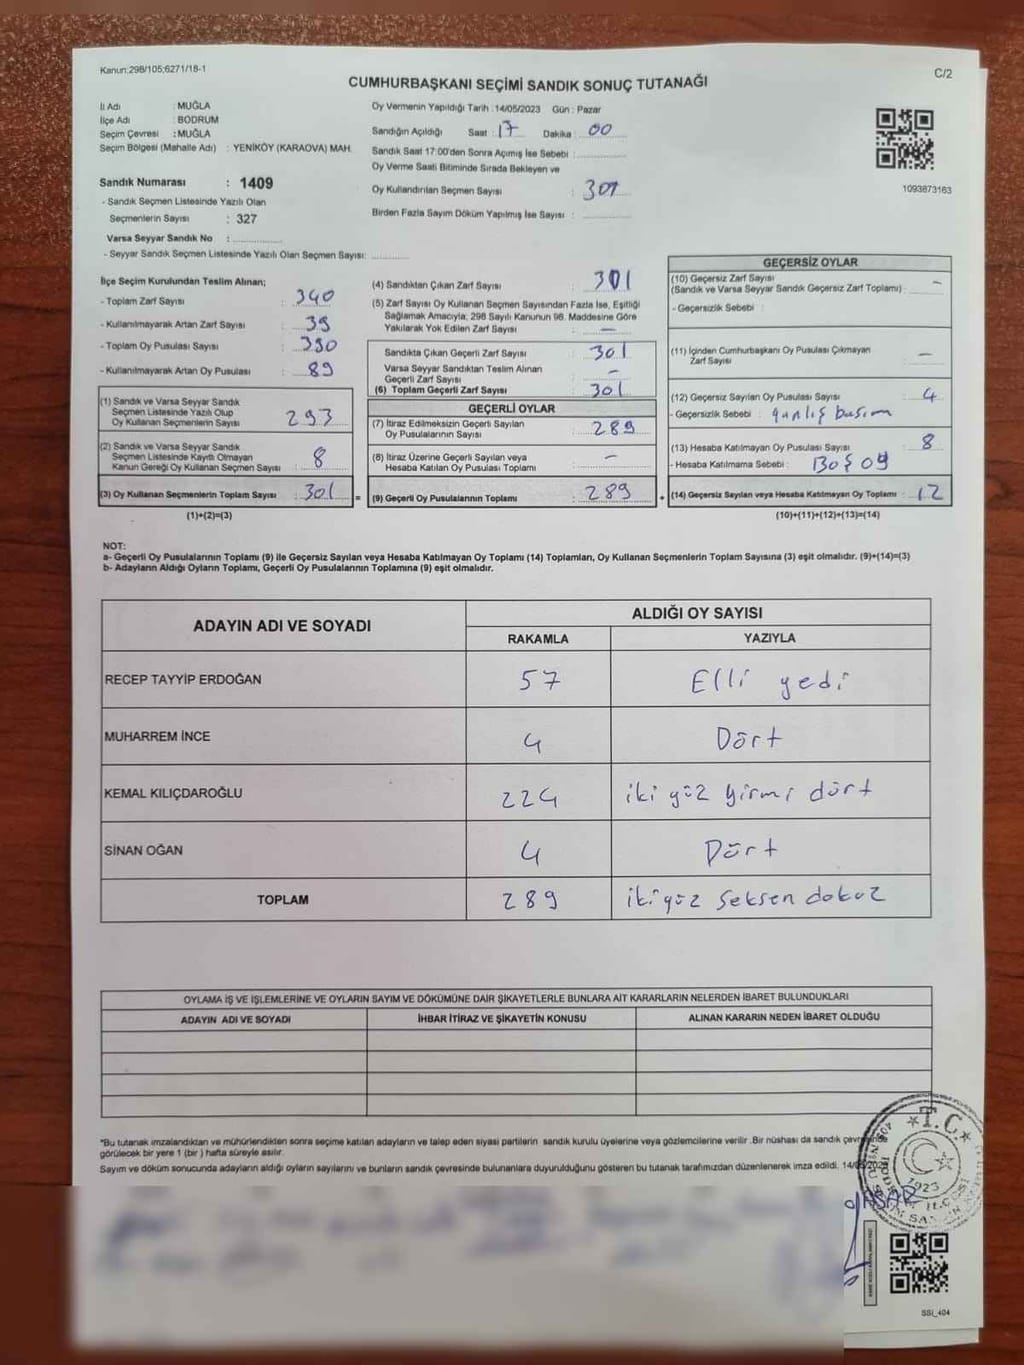 Kanun:298/105;6271/18-1
C/2
CUMHURBAŞKANI SEÇİMİ SANDIK SONUÇ TUTANAĞI
İl Adı : MUĞLA
İlçe Adı : BODRUM
Seçim Çevresi : MUĞLA
Seçim Bölgesi (Mahalle Adı) : YENİKÖY (KARAOVA) MAH.
Sandık Numarası : 1409
- Sandık Seçmen Listesinde Yazılı Olan
Seçmenlerin Sayısı : 327
Varsa Seyyar Sandık No :
- Seyyar Sandık Seçmen Listesinde Yazılı Olan Seçmen Sayısı:
Oy Vermenin Yapıldığı Tarih : 14/05/2023 Gün : Pazar
Sandığın Açıldığı Saat : 17 Dakika : 00
Sandık Saat 17:00'den Sonra Açımış İse Sebebi :
Oy Verme Saati Bitiminde Sırada Bekleyen ve
Oy Kullandırılan Seçmen Sayısı : 301
Birden Fazla Sayım Döküm Yapılmış İse Sayısı :
1093873163
İlçe Seçim Kurulundan Teslim Alınan;
- Toplam Zarf Sayısı : 340
- Kullanılmayarak Artan Zarf Sayısı : 39
- Toplam Oy Pusulası Sayısı : 390
- Kullanılmayarak Artan Oy Pusulası : 89
(1) Sandık ve Varsa Seyyar Sandık
Seçmen Listesinde Yazılı Olup
Oy Kullanan Seçmenlerin Sayısı : 293
(2) Sandık ve Varsa Seyyar Sandık
Seçmen Listesinde Kayıtlı Olmayan
Kanun Gereği Oy Kullanan Seçmen Sayısı : 8
(3) Oy Kullanan Seçmenlerin Toplam Sayısı : 301 =
(1)+(2)=(3)
(4) Sandıktan Çıkan Zarf Sayısı : 301
(5) Zarf Sayısı Oy Kullanan Seçmen Sayısından Fazla İse, Eşitliği
Sağlamak Amacıyla; 298 Sayılı Kanunun 98. Maddesine Göre
Yakılarak Yok Edilen Zarf Sayısı : —
Sandıkta Çıkan Geçerli Zarf Sayısı : 301
Varsa Seyyar Sandıktan Teslim Alınan
Geçerli Zarf Sayısı : —
(6) Toplam Geçerli Zarf Sayısı : 301
GEÇERLİ OYLAR
(7) İtiraz Edilmeksizin Geçerli Sayılan
Oy Pusulalarının Sayısı : 289
(8) İtiraz Üzerine Geçerli Sayılan veya
Hesaba Katılan Oy Pusulası Toplamı : —
(9) Geçerli Oy Pusulalarının Toplamı : 289 +
GEÇERSİZ OYLAR
(10) Geçersiz Zarf Sayısı
(Sandık ve Varsa Seyyar Sandık Geçersiz Zarf Toplamı) : —
- Geçersizlik Sebebi :
(11) İçinden Cumhurbaşkanı Oy Pusulası Çıkmayan
Zarf Sayısı : —
(12) Geçersiz Sayılan Oy Pusulası Sayısı : 4
- Geçersizlik Sebebi : yanlış basım
(13) Hesaba Katılmayan Oy Pusulası Sayısı : 8
- Hesaba Katılmama Sebebi : Boş oy
(14) Geçersiz Sayılan veya Hesaba Katılmayan Oy Toplamı : 12
(10)+(11)+(12)+(13)=(14)
NOT:
a- Geçerli Oy Pusulalarının Toplamı (9) ile Geçersiz Sayılan veya Hesaba Katılmayan Oy Toplamı (14) Toplamları, Oy Kullanan Seçmenlerin Toplam Sayısına (3) eşit olmalıdır. (9)+(14)=(3)
b- Adayların Aldığı Oyların Toplamı, Geçerli Oy Pusulalarının Toplamına (9) eşit olmalıdır.
ADAYIN ADI VE SOYADI
ALDIĞI OY SAYISI
RAKAMLA YAZIYLA
RECEP TAYYİP ERDOĞAN 57 Elli yedi
MUHARREM İNCE 4 Dört
KEMAL KILIÇDAROĞLU 224 iki yüz yirmi dört
SİNAN OĞAN 4 Dört
TOPLAM 289 iki yüz seksen dokuz
OYLAMA İŞ VE İŞLEMLERİNE VE OYLARIN SAYIM VE DÖKÜMÜNE DAİR ŞİKAYETLERLE BUNLARA AİT KARARLARIN NELERDEN İBARET BULUNDUKLARI
ADAYIN ADI VE SOYADI İHBAR İTİRAZ VE ŞİKAYETİN KONUSU ALINAN KARARIN NEDEN İBARET OLDUĞU
*Bu tutanak imzalandıktan ve mühürlendikten sonra seçime katılan adayların ve talep eden siyasi partilerin sandık kurulu üyelerine veya gözlemcilerine verilir .Bir nüshası da sandık çevresinde
görülecek bir yere 1 (bir ) hafta süreyle asılır.
Sayım ve döküm sonucunda adayların aldığı oyların sayılarını ve bunların sandık çevresinde bulunanlara duyurulduğunu gösteren bu tutanak tarafımızdan düzenlenerek imza edildi. 14/05/2023
T.C.
1923
SSİ_404